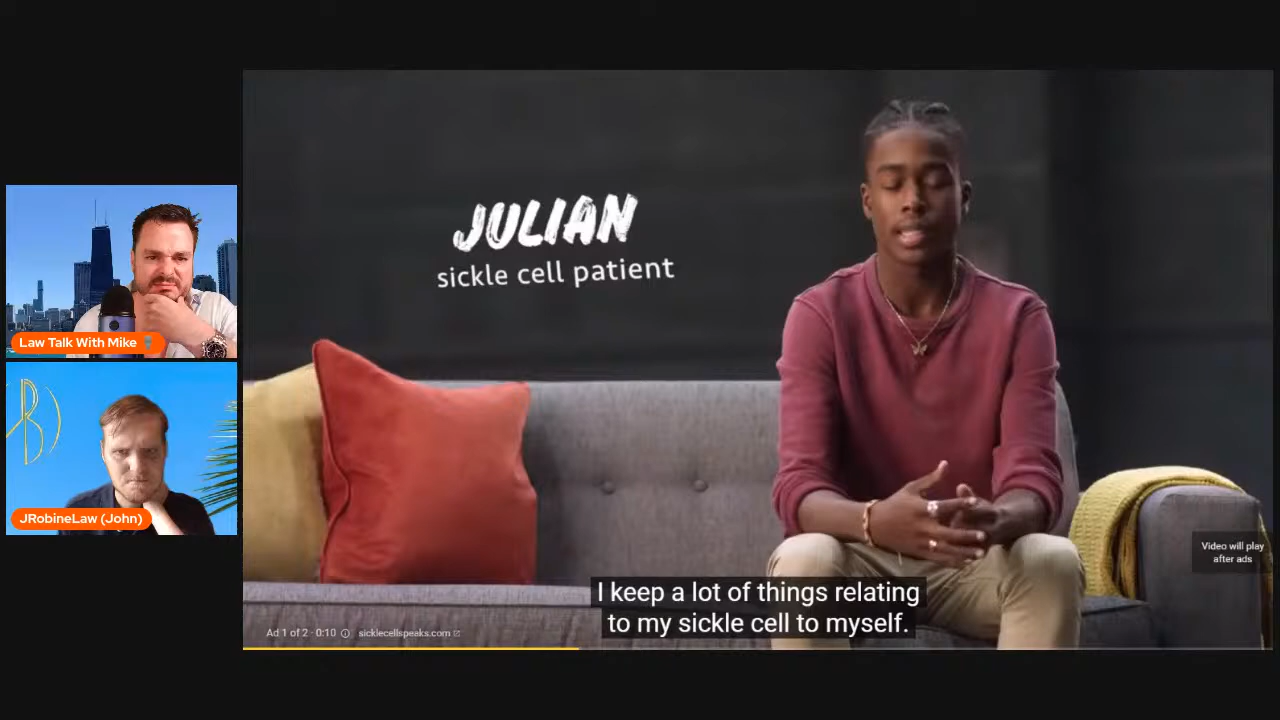 JULIAN
sickle cell patient
Law Talk With Mike
JRobineLaw (John)
Video will play
after ads
I keep a lot of things relating
to my sickle cell to myself.
Ad 1 of 2 · 0:10
sicklecellspeaks.com